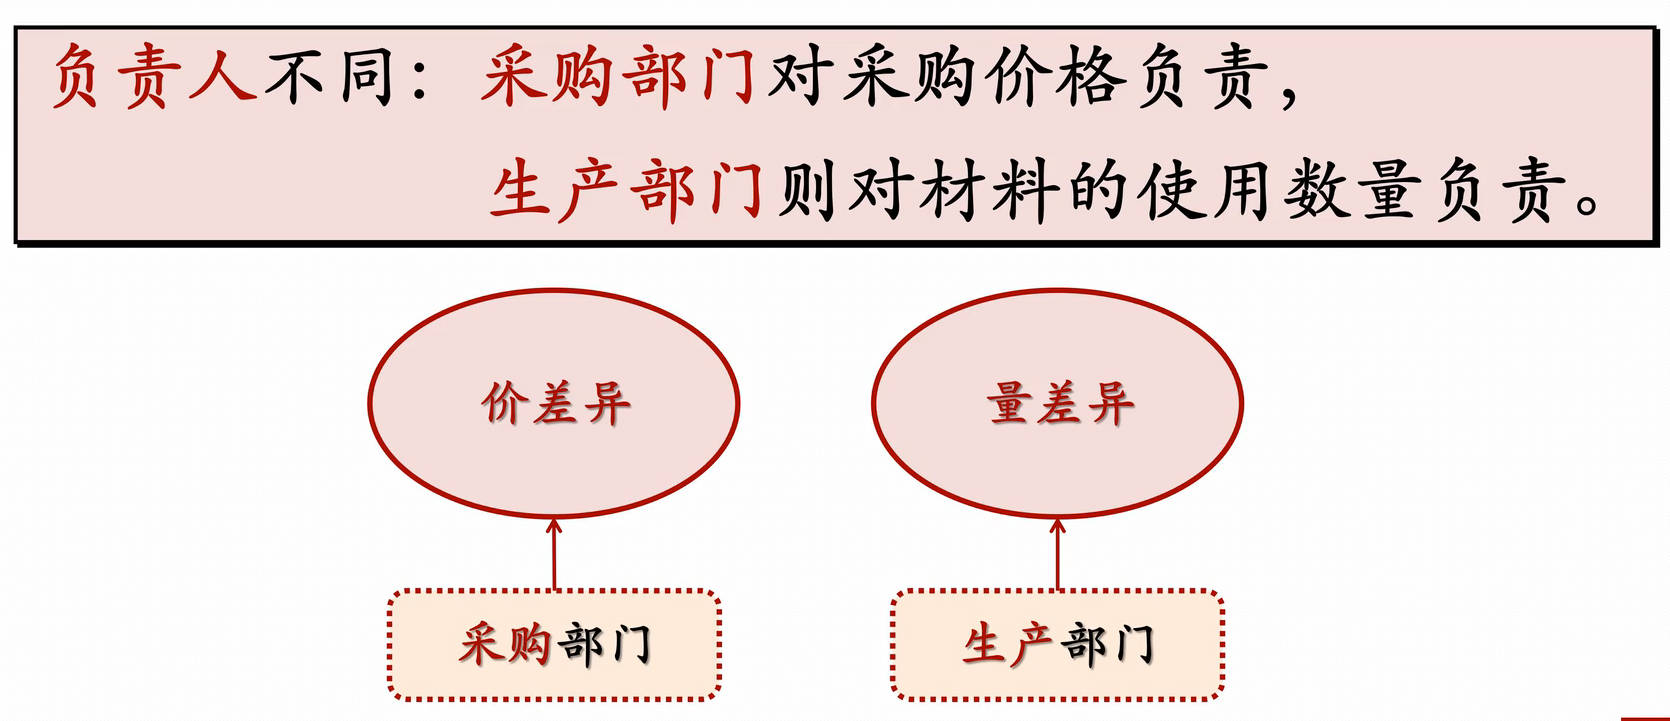 负责人不同：采购部门对采购价格负责，
生产部门则对材料的使用数量负责。
价差异
量差异
采购部门
生产部门